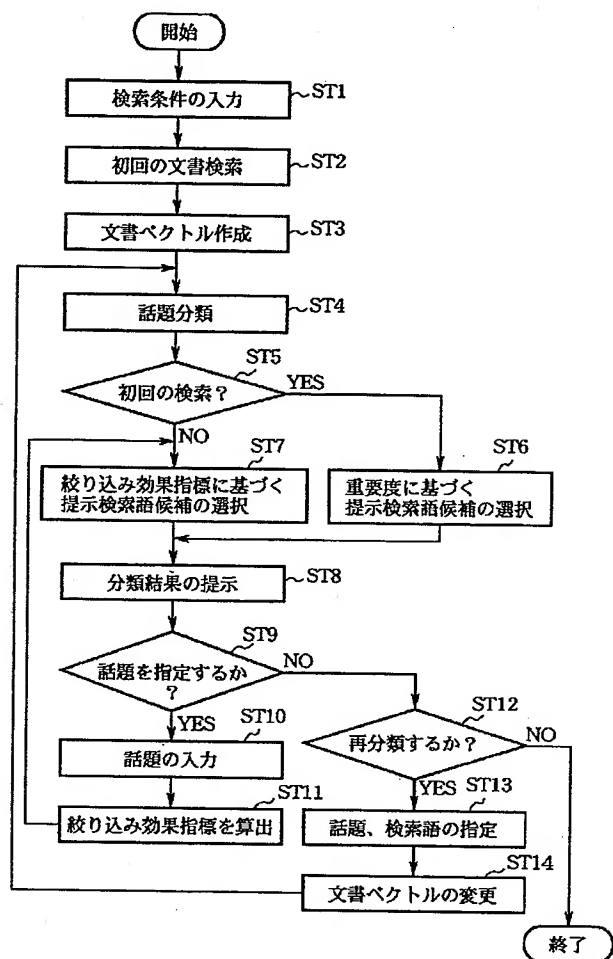 開始
検索条件の入力
ST1
初回の文書検索
ST2
文書ベクトル作成
ST3
話題分類
ST4
ST5
初回の検索?
YES
NO
ST7
絞り込み効果指標に基づく
提示検索語候補の選択
ST6
重要度に基づく
提示検索語候補の選択
分類結果の提示
ST8
ST9
話題を指定するか
?
NO
YES
ST10
話題の入力
ST11
絞り込み効果指標を算出
ST12
再分類するか?
NO
YES
ST13
話題、検索語の指定
ST14
文書ベクトルの変更
終了